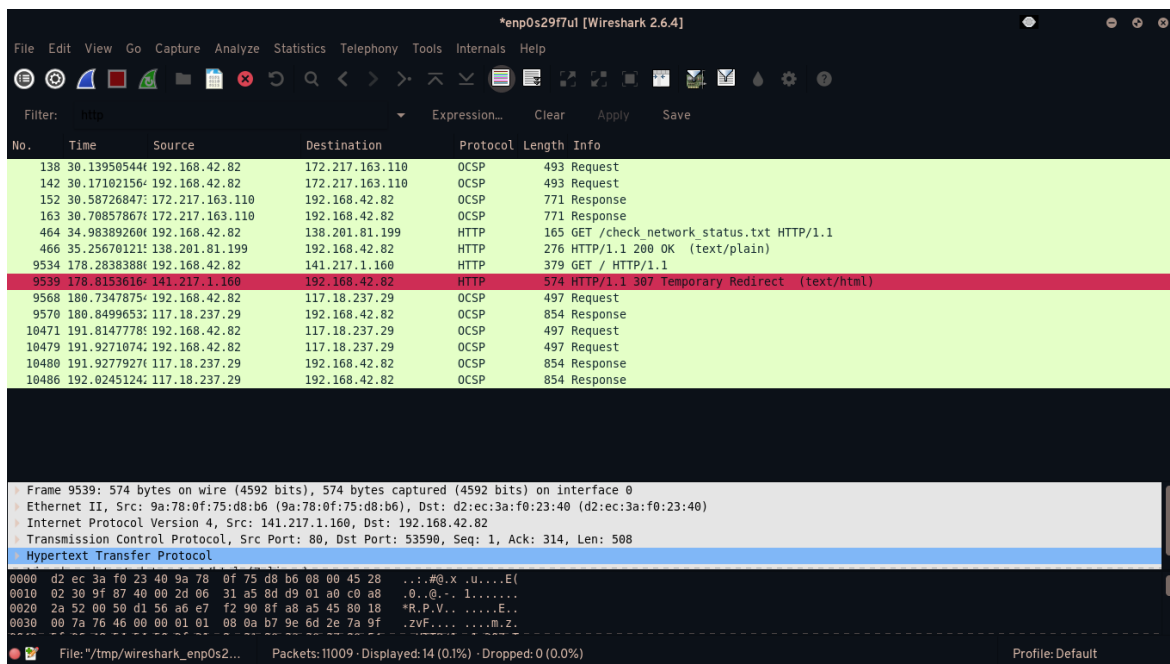 *enp0s29f7u1 [Wireshark 2.6.4]
File Edit View Go Capture Analyze Statistics Telephony Tools Internals Help
Filter: http Expression... Clear Apply Save
No. Time Source Destination Protocol Length Info
138 30.139505446 192.168.42.82 172.217.163.110 OCSP 493 Request
142 30.171021564 192.168.42.82 172.217.163.110 OCSP 493 Request
152 30.587268473 172.217.163.110 192.168.42.82 OCSP 771 Response
163 30.708578678 172.217.163.110 192.168.42.82 OCSP 771 Response
464 34.983892606 192.168.42.82 138.201.81.199 HTTP 165 GET /check_network_status.txt HTTP/1.1
466 35.256701215 138.201.81.199 192.168.42.82 HTTP 276 HTTP/1.1 200 OK (text/plain)
9534 178.28383886 192.168.42.82 141.217.1.160 HTTP 379 GET / HTTP/1.1
9539 178.81536164 141.217.1.160 192.168.42.82 HTTP 574 HTTP/1.1 307 Temporary Redirect (text/html)
9568 180.73478754 192.168.42.82 117.18.237.29 OCSP 497 Request
9570 180.84996532 117.18.237.29 192.168.42.82 OCSP 854 Response
10471 191.81477789 192.168.42.82 117.18.237.29 OCSP 497 Request
10479 191.92710742 192.168.42.82 117.18.237.29 OCSP 497 Request
10480 191.92779276 117.18.237.29 192.168.42.82 OCSP 854 Response
10486 192.02451242 117.18.237.29 192.168.42.82 OCSP 854 Response
Frame 9539: 574 bytes on wire (4592 bits), 574 bytes captured (4592 bits) on interface 0
Ethernet II, Src: 9a:78:0f:75:d8:b6 (9a:78:0f:75:d8:b6), Dst: d2:ec:3a:f0:23:40 (d2:ec:3a:f0:23:40)
Internet Protocol Version 4, Src: 141.217.1.160, Dst: 192.168.42.82
Transmission Control Protocol, Src Port: 80, Dst Port: 53590, Seq: 1, Ack: 314, Len: 508
Hypertext Transfer Protocol
0000 d2 ec 3a f0 23 40 9a 78 0f 75 d8 b6 08 00 45 28 ..:.#@.x .u....E(
0010 02 30 9f 87 40 00 2d 06 31 a5 8d d9 01 a0 c0 a8 .0..@.-. 1.......
0020 2a 52 00 50 d1 56 a6 e7 f2 90 8f a8 a5 45 80 18 *R.P.V.. .....E..
0030 00 7a 76 46 00 00 01 01 08 0a b7 9e 6d 2e 7a 9f .zvF.... ....m.z.
File: "/tmp/wireshark_enp0s2... Packets: 11009 · Displayed: 14 (0.1%) · Dropped: 0 (0.0%) Profile: Default